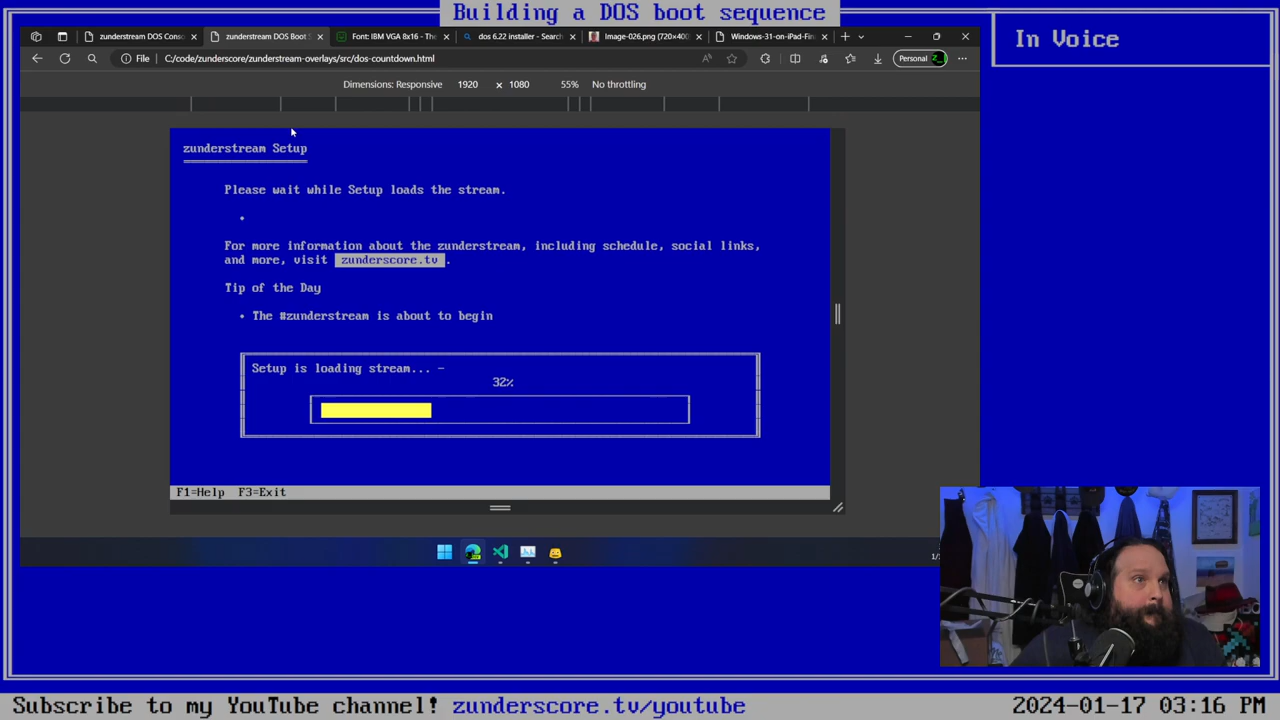 Building a DOS boot sequence
In Voice
zunderstream DOS Conso
zunderstream DOS Boot S
Font: IBM VGA 8x16 - The
dos 6.22 installer - Search
Image-026.png (720×400
Windows-31-on-iPad-Fin
File
C:/code/zunderscore/zunderstream-overlays/src/dos-countdown.html
Personal
Dimensions: Responsive 1920 × 1080 55% No throttling
zunderstream Setup
Please wait while Setup loads the stream.
•
For more information about the zunderstream, including schedule, social links,
and more, visit zunderscore.tv .
Tip of the Day
• The #zunderstream is about to begin
Setup is loading stream... -
32%
F1=Help F3=Exit
Subscribe to my YouTube channel! zunderscore.tv/youtube
2024-01-17 03:16 PM